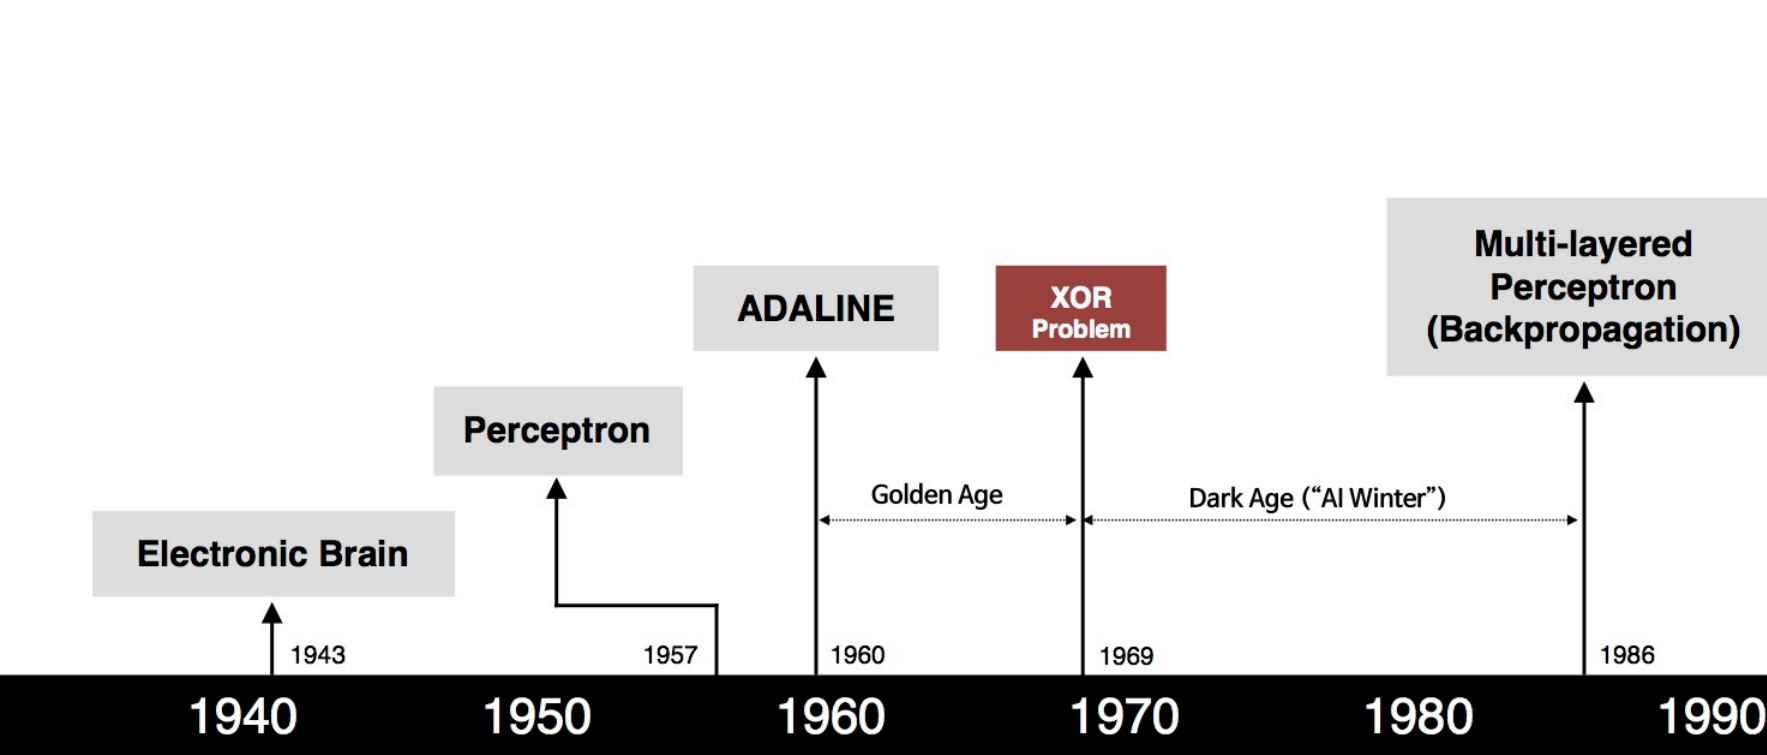 Multi-layered
Perceptron
(Backpropagation)
ADALINE
XOR
Problem
Perceptron
Golden Age
Dark Age (“AI Winter”)
Electronic Brain
1943
1957
1960
1969
1986
1940
1950
1960
1970
1980
1990